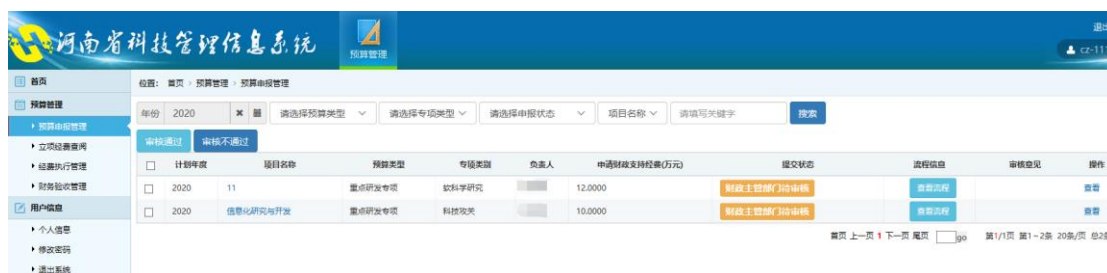 河南省科技管理信息系统
预算管理
退出
cz-11
首页
位置： 首页 > 预算管理 > 预算申报管理
预算管理
年份 2020 请选择预算类型 请选择专项类型 请选择申报状态 项目名称 请填写关键字 搜索
预算申报管理
审核通过 审核不通过
立项经费查阅
计划年度 项目名称 预算类型 专项类别 负责人 申请财政支持经费(万元) 提交状态 流程信息 审核意见 操作
经费执行管理
财务验收管理
2020 11 重点研发专项 软科学研究 12.0000 财政主管部门待审核 查看流程 查看
用户信息
2020 信息化研究与开发 重点研发专项 科技攻关 10.0000 财政主管部门待审核 查看流程 查看
个人信息
首页 上一页 1 下一页 尾页 go 第1/1页 第1~2条 20条/页 总2条
修改密码
退出系统